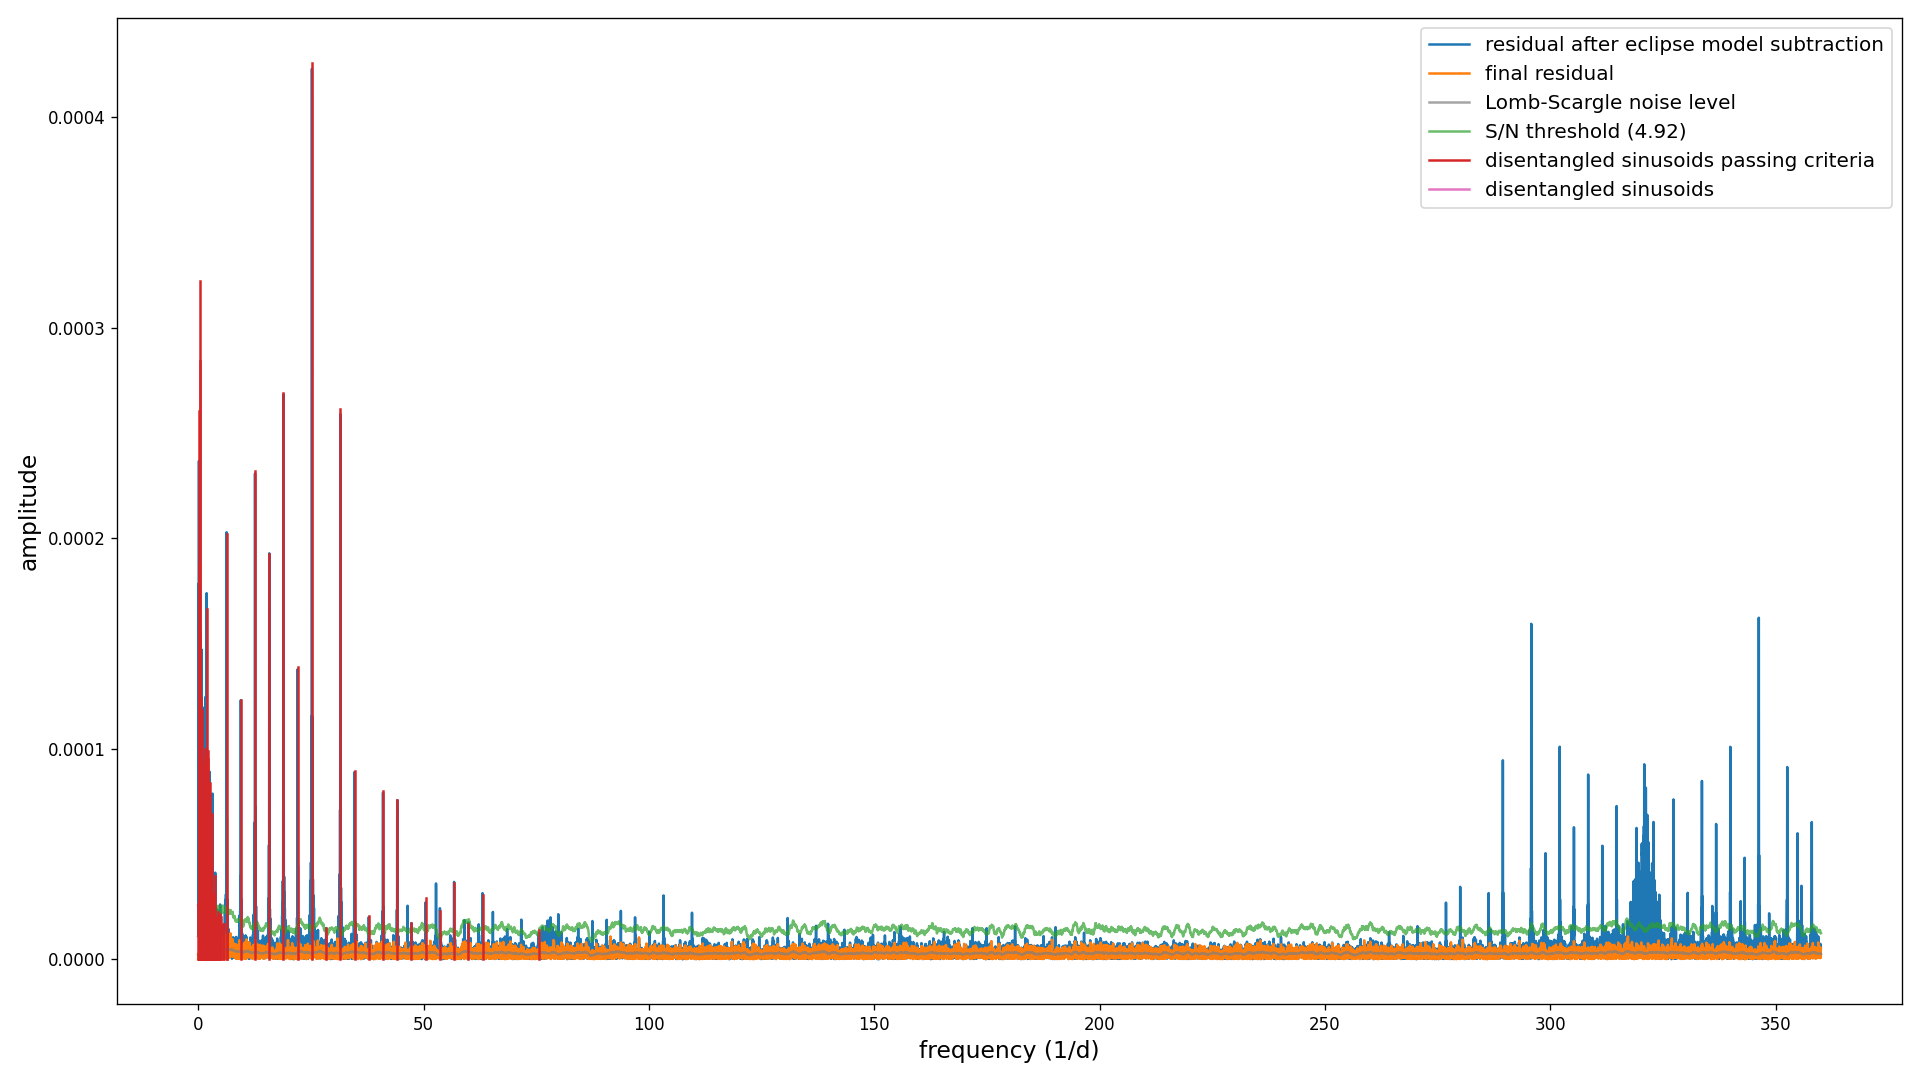 residual after eclipse model subtraction
final residual
Lomb-Scargle noise level
S/N threshold (4.92)
disentangled sinusoids passing criteria
disentangled sinusoids
amplitude
0.0004
0.0003
0.0002
0.0001
0.0000
0 50 100 150 200 250 300 350
frequency (1/d)